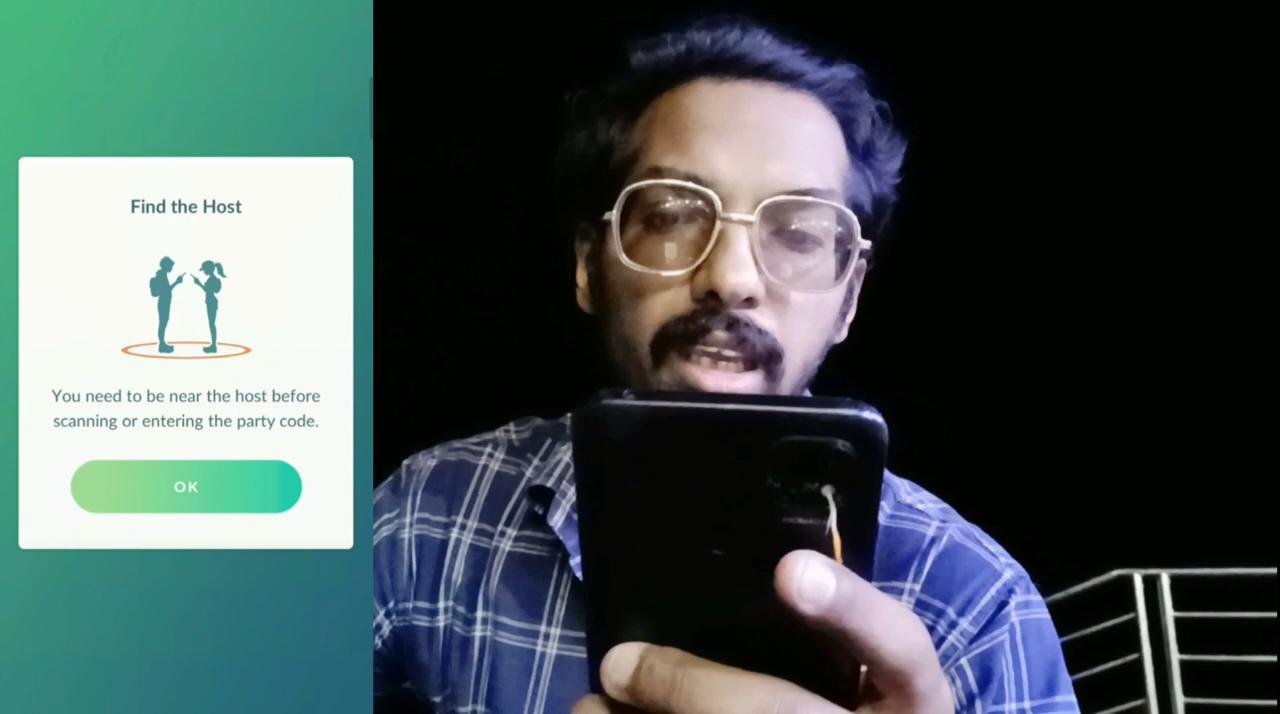 Find the Host
You need to be near the host before
scanning or entering the party code.
OK